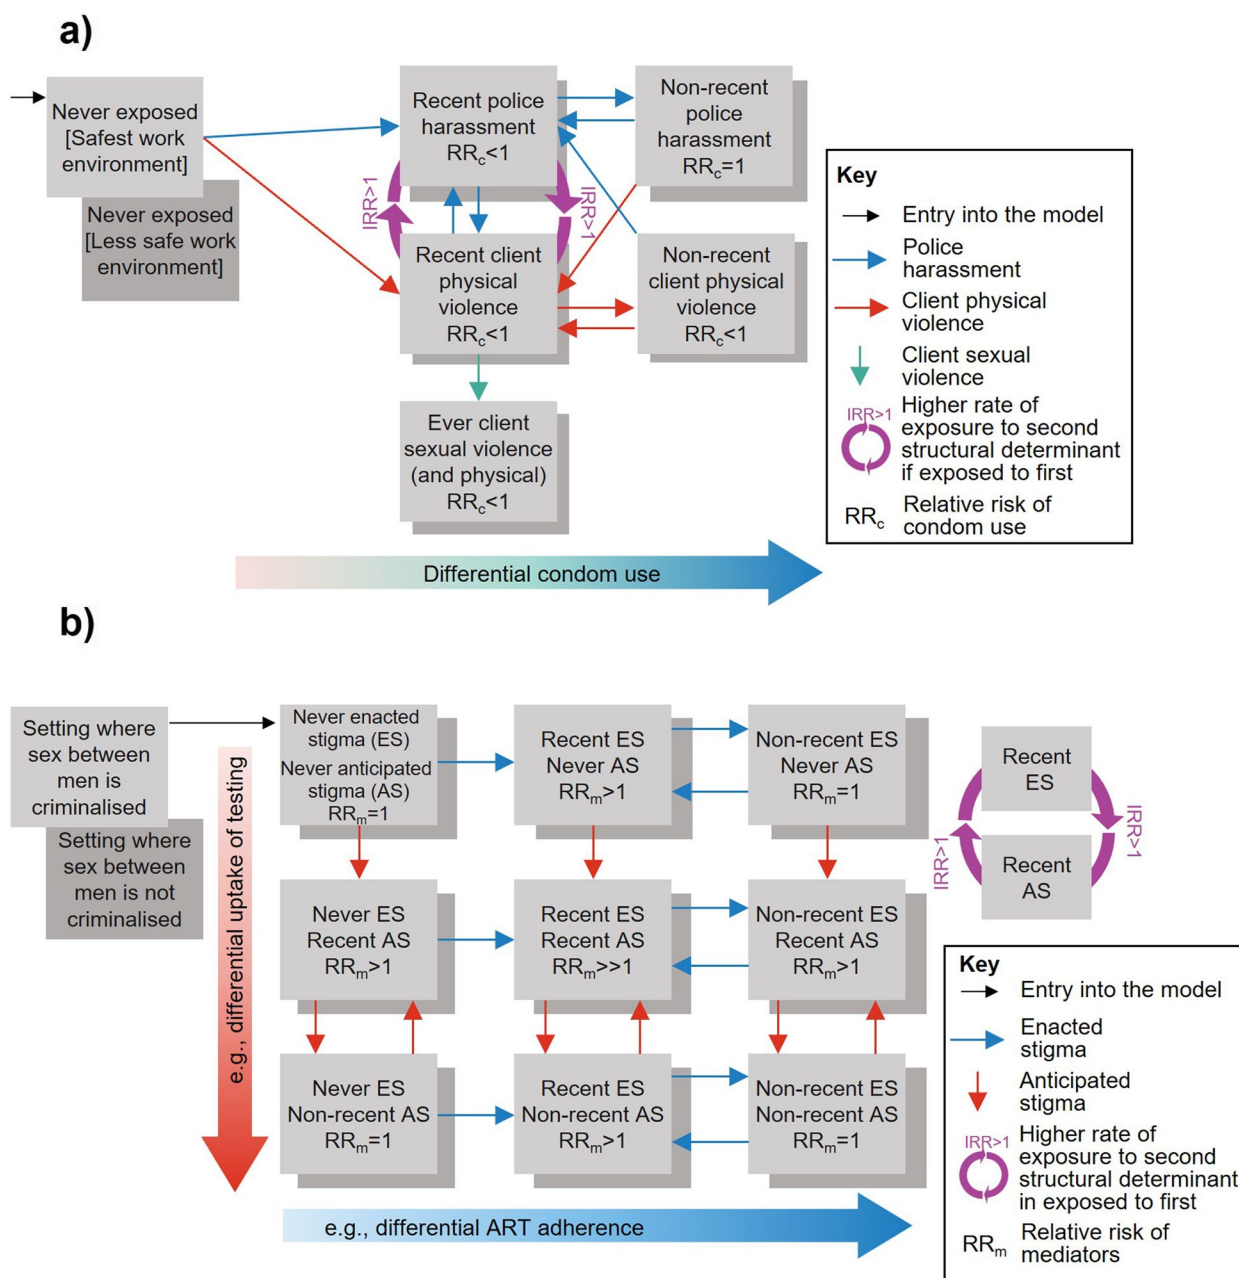 a)
Never exposed
[Safest work
environment]
Never exposed
[Less safe work
environment]
Recent police
harassment
RRc<1
Non-recent
police
harassment
RRc=1
IRR>1
IRR>1
Recent client
physical
violence
RRc<1
Non-recent
client physical
violence
RRc<1
Ever client
sexual violence
(and physical)
RRc<1
Differential condom use
Key
Entry into the model
Police
harassment
Client physical
violence
Client sexual
violence
IRR>1
Higher rate of
exposure to second
structural determinant
if exposed to first
RRc
Relative risk of
condom use
b)
Setting where
sex between
men is
criminalised
Setting where
sex between
men is not
criminalised
e.g., differential uptake of testing
Never enacted
stigma (ES)
Never anticipated
stigma (AS)
RRm=1
Recent ES
Never AS
RRm>1
Non-recent ES
Never AS
RRm=1
Never ES
Recent AS
RRm>1
Recent ES
Recent AS
RRm>>1
Non-recent ES
Recent AS
RRm>1
Never ES
Non-recent AS
RRm=1
Recent ES
Non-recent AS
RRm>1
Non-recent ES
Non-recent AS
RRm=1
e.g., differential ART adherence
Recent
ES
IRR>1
IRR>1
Recent
AS
Key
Entry into the model
Enacted
stigma
Anticipated
stigma
IRR>1
Higher rate of
exposure to second
structural determinant
in exposed to first
RRm
Relative risk of
mediators